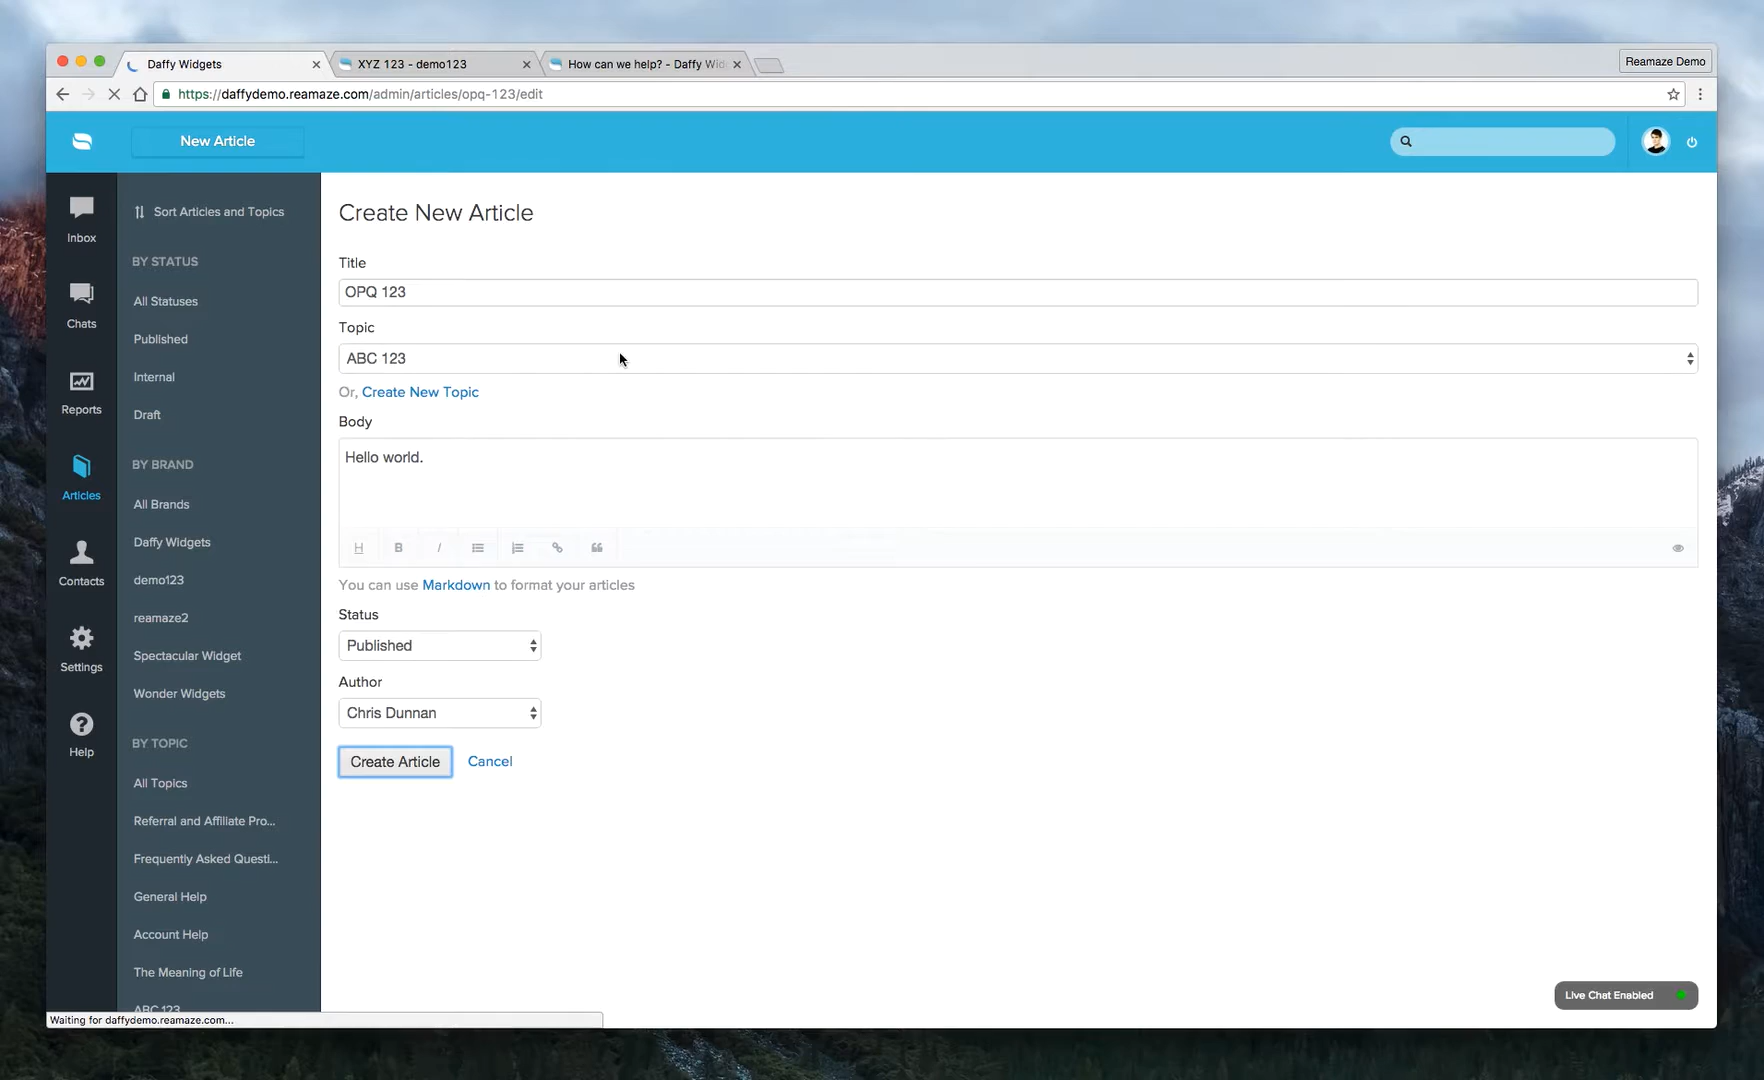 Daffy Widgets
XYZ 123 - demo123
How can we help? - Daffy Wid
Reamaze Demo
https://daffydemo.reamaze.com/admin/articles/opq-123/edit
New Article
Inbox
Chats
Reports
Articles
Contacts
Settings
Help
Sort Articles and Topics
BY STATUS
All Statuses
Published
Internal
Draft
BY BRAND
All Brands
Daffy Widgets
demo123
reamaze2
Spectacular Widget
Wonder Widgets
BY TOPIC
All Topics
Referral and Affiliate Pro...
Frequently Asked Questi...
General Help
Account Help
The Meaning of Life
ABC 123
Create New Article
Title
OPQ 123
Topic
ABC 123
Or, Create New Topic
Body
Hello world.
H B I
You can use Markdown to format your articles
Status
Published
Author
Chris Dunnan
Create Article Cancel
Live Chat Enabled
Waiting for daffydemo.reamaze.com...